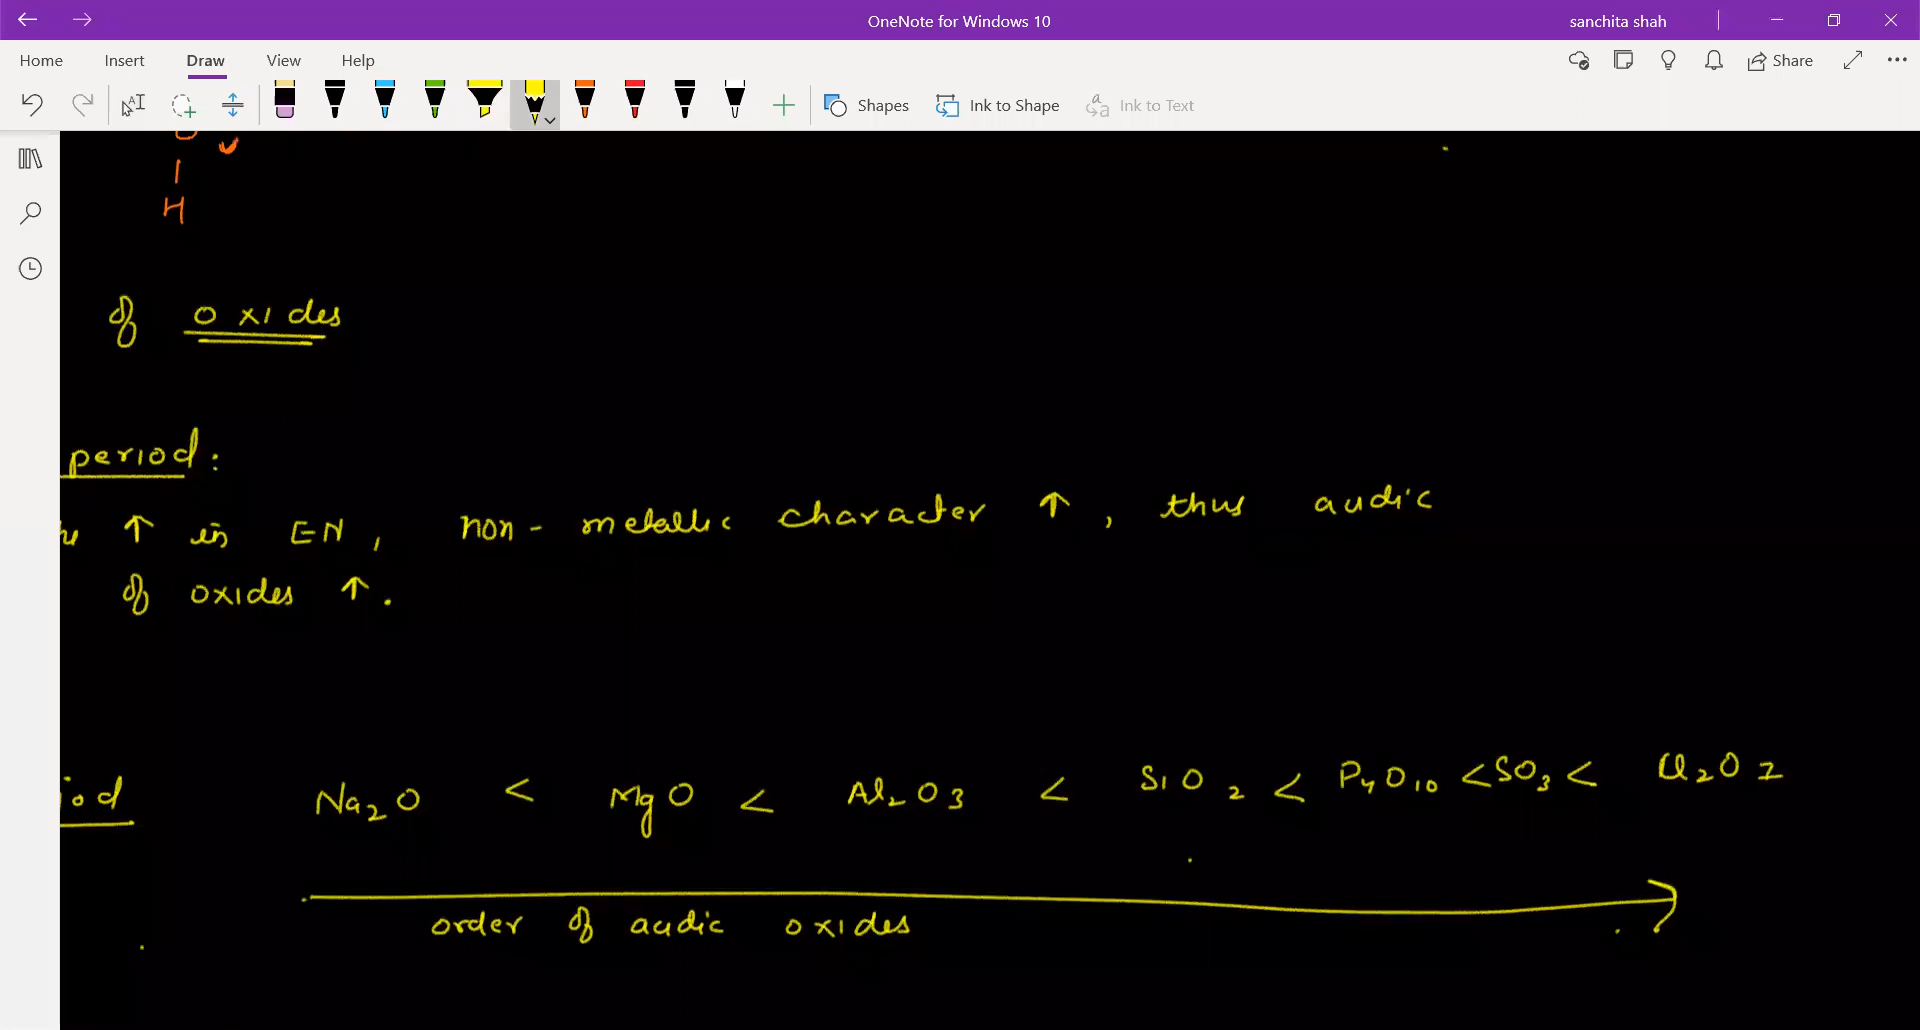 OneNote for Windows 10
sanchita shah
Home Insert Draw View Help
Share
Shapes Ink to Shape Ink to Text
O
H
of oxides
period:
↑ in EN, non-metallic character ↑, thus acidic
of oxides ↑.
iod Na₂O < MgO < Al₂O₃ < SiO₂ < P₄O₁₀ < SO₃ < Cl₂O₇
order of acidic oxides